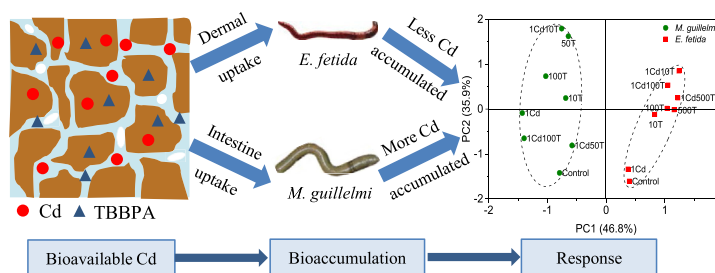 Dermal
uptake
E. fetida
Less Cd
accumulated
Intestine
uptake
M. guillelmi
More Cd
accumulated
Cd
TBBPA
PC2 (35.9%)
2
1
0
-1
-2
-2
-1
0
1
PC1 (46.8%)
M. guillelmi
E. fetida
1Cd10T
50T
100T
10T
1Cd
1Cd100T
1Cd50T
Control
1Cd10T
1Cd100T
1Cd500T
100T
500T
10T
1Cd
Control
Bioavailable Cd
Bioaccumulation
Response